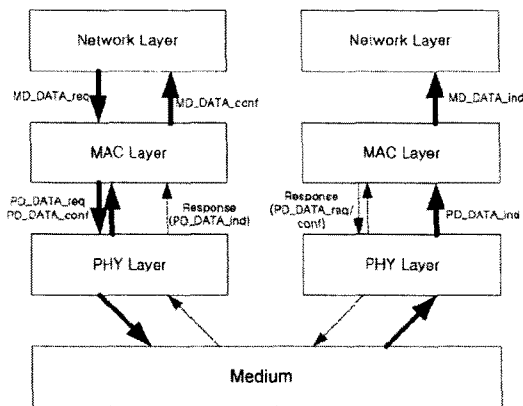 Network Layer
Network Layer
MD_DATA_req
MD_DATA_conf
MD_DATA_ind
MAC Layer
MAC Layer
PD_DATA_req
PD_DATA_conf
Response
(PD_DATA_ind)
Response
(PD_DATA_req/
conf)
PD_DATA_ind
PHY Layer
PHY Layer
Medium